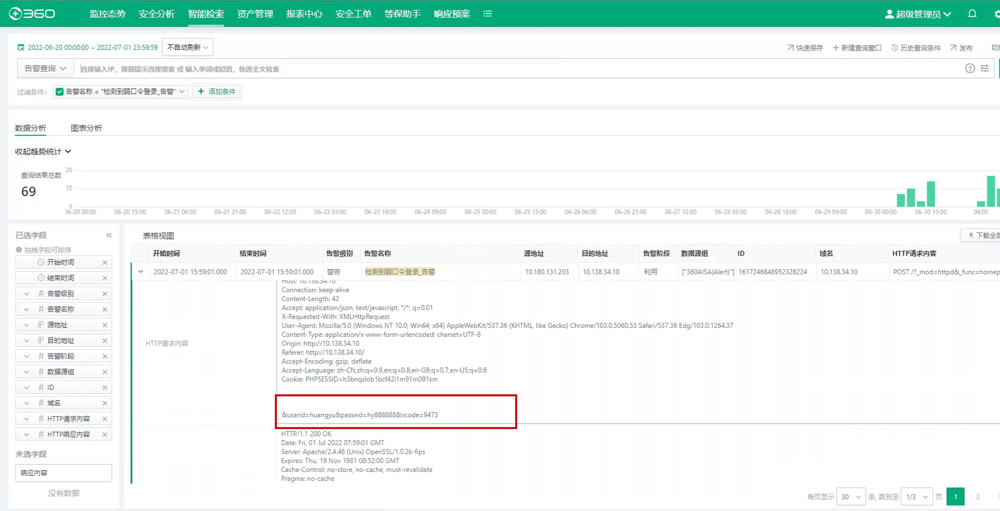 360 监控态势 安全分析 智能检索 资产管理 报表中心 安全工单 等保助手 响应预案 超级管理员
2022-06-20 00:00:00 ~ 2022-07-01 23:59:59 不自动刷新 快速保存 新建查询窗口 历史查询条件 发布
告警查询 直接输入IP，根据提示直接搜索 或 输入单词或短语，快速全文检索
过滤条件： 告警名称 = "检测到弱口令登录_告警" + 添加条件
数据分析 图表分析
收起趋势统计
查询结果总数
69
20
10
0
06-20 15:00 06-21 06:00 06-21 21:00 06-22 12:00 06-23 03:00 06-23 18:00 06-24 09:00 06-25 00:00 06-25 15:00 06-26 06:00 06-26 21:00 06-27 12:00 06-28 03:00 06-28 18:00 06-29 09:00 06-30 00:00 06-30 15:00 06:00
已选字段
拖拽字段可排序
开始时间
结束时间
# 告警级别
# 告警名称
IP 源地址
IP 目的地址
# 告警阶段
# 数据源组
# ID
# 域名
# HTTP请求内容
# HTTP响应内容
未选字段
响应内容
没有数据
表格视图 下载全部
开始时间 结束时间 告警级别 告警名称 源地址 目的地址 告警阶段 数据源组 ID 域名 HTTP请求内容
2022-07-01 15:59:01.000 2022-07-01 15:59:01.000 警告 检测到弱口令登录_告警 10.180.131.203 10.138.34.10 利用 ["360AISA(Alert)"] 1617246848952328224 10.138.34.10 POST /?_mod=httpd&_func=homep
HTTP请求内容
Host: 10.138.34.10
Connection: keep-alive
Content-Length: 42
Accept: application/json, text/javascript, */*; q=0.01
X-Requested-With: XMLHttpRequest
User-Agent: Mozilla/5.0 (Windows NT 10.0; Win64; x64) AppleWebKit/537.36 (KHTML, like Gecko) Chrome/103.0.5060.53 Safari/537.36 Edg/103.0.1264.37
Content-Type: application/x-www-form-urlencoded; charset=UTF-8
Origin: http://10.138.34.10
Referer: http://10.138.34.10/
Accept-Encoding: gzip, deflate
Accept-Language: zh-CN,zh;q=0.9,en;q=0.8,en-GB;q=0.7,en-US;q=0.6
Cookie: PHPSESSID=h3bnqslob1bcf42i1m91m091sm
&userid=huangyu&passwd=hy888888&vcode=9473
HTTP/1.1 200 OK
Date: Fri, 01 Jul 2022 07:59:01 GMT
Server: Apache/2.4.46 (Unix) OpenSSL/1.0.2k-fips
Expires: Thu, 19 Nov 1981 08:52:00 GMT
Cache-Control: no-store, no-cache, must-revalidate
Pragma: no-cache
每页显示 30 条, 跳到至 1/3 页 1 2